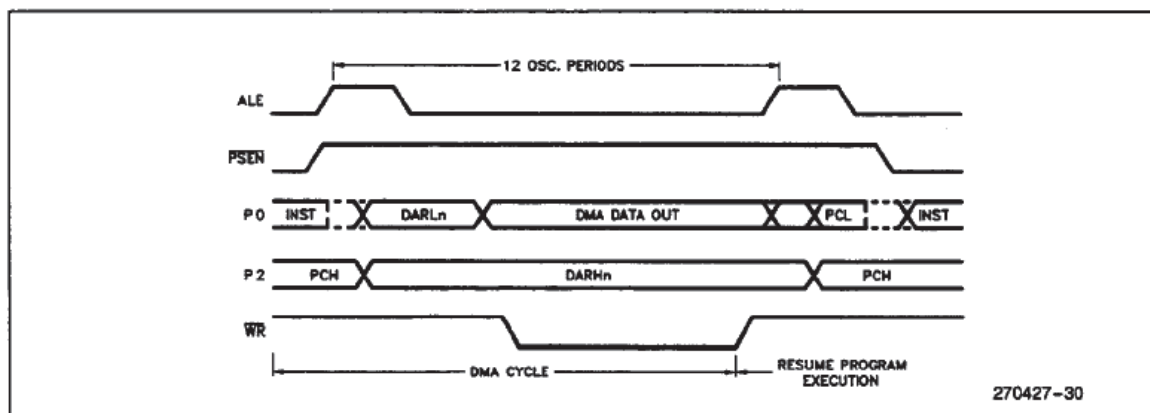 12 OSC. PERIODS
ALE
PSEN
P0 INST DARLn DMA DATA OUT PCL INST
P2 PCH DARHn PCH
WR
DMA CYCLE
RESUME PROGRAM
EXECUTION
270427-30